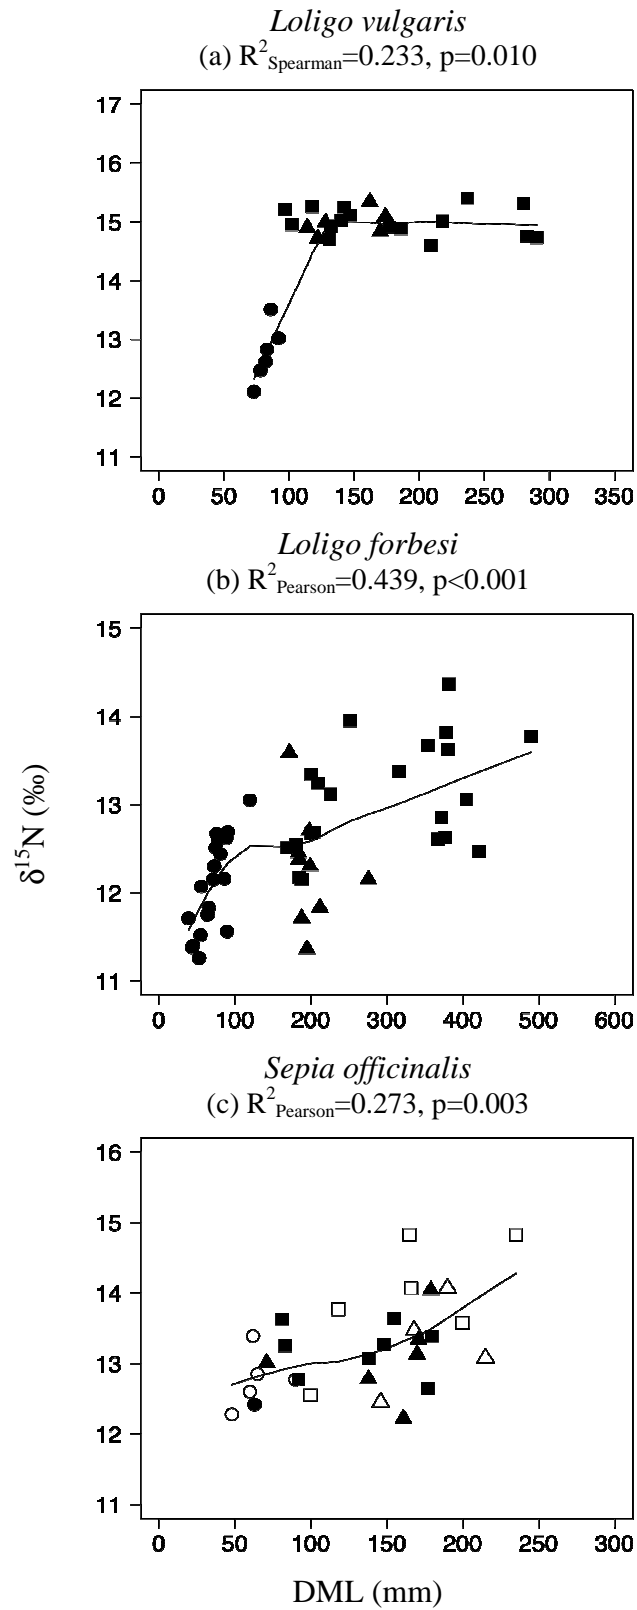 Loligo vulgaris
(a) R²Spearman=0.233, p=0.010
17
16
15
14
13
12
11
0 50 100 150 200 250 300 350
Loligo forbesi
(b) R²Pearson=0.439, p<0.001
15
14
13
12
11
0 100 200 300 400 500 600
δ¹⁵N (‰)
Sepia officinalis
(c) R²Pearson=0.273, p=0.003
16
15
14
13
12
11
0 50 100 150 200 250 300
DML (mm)